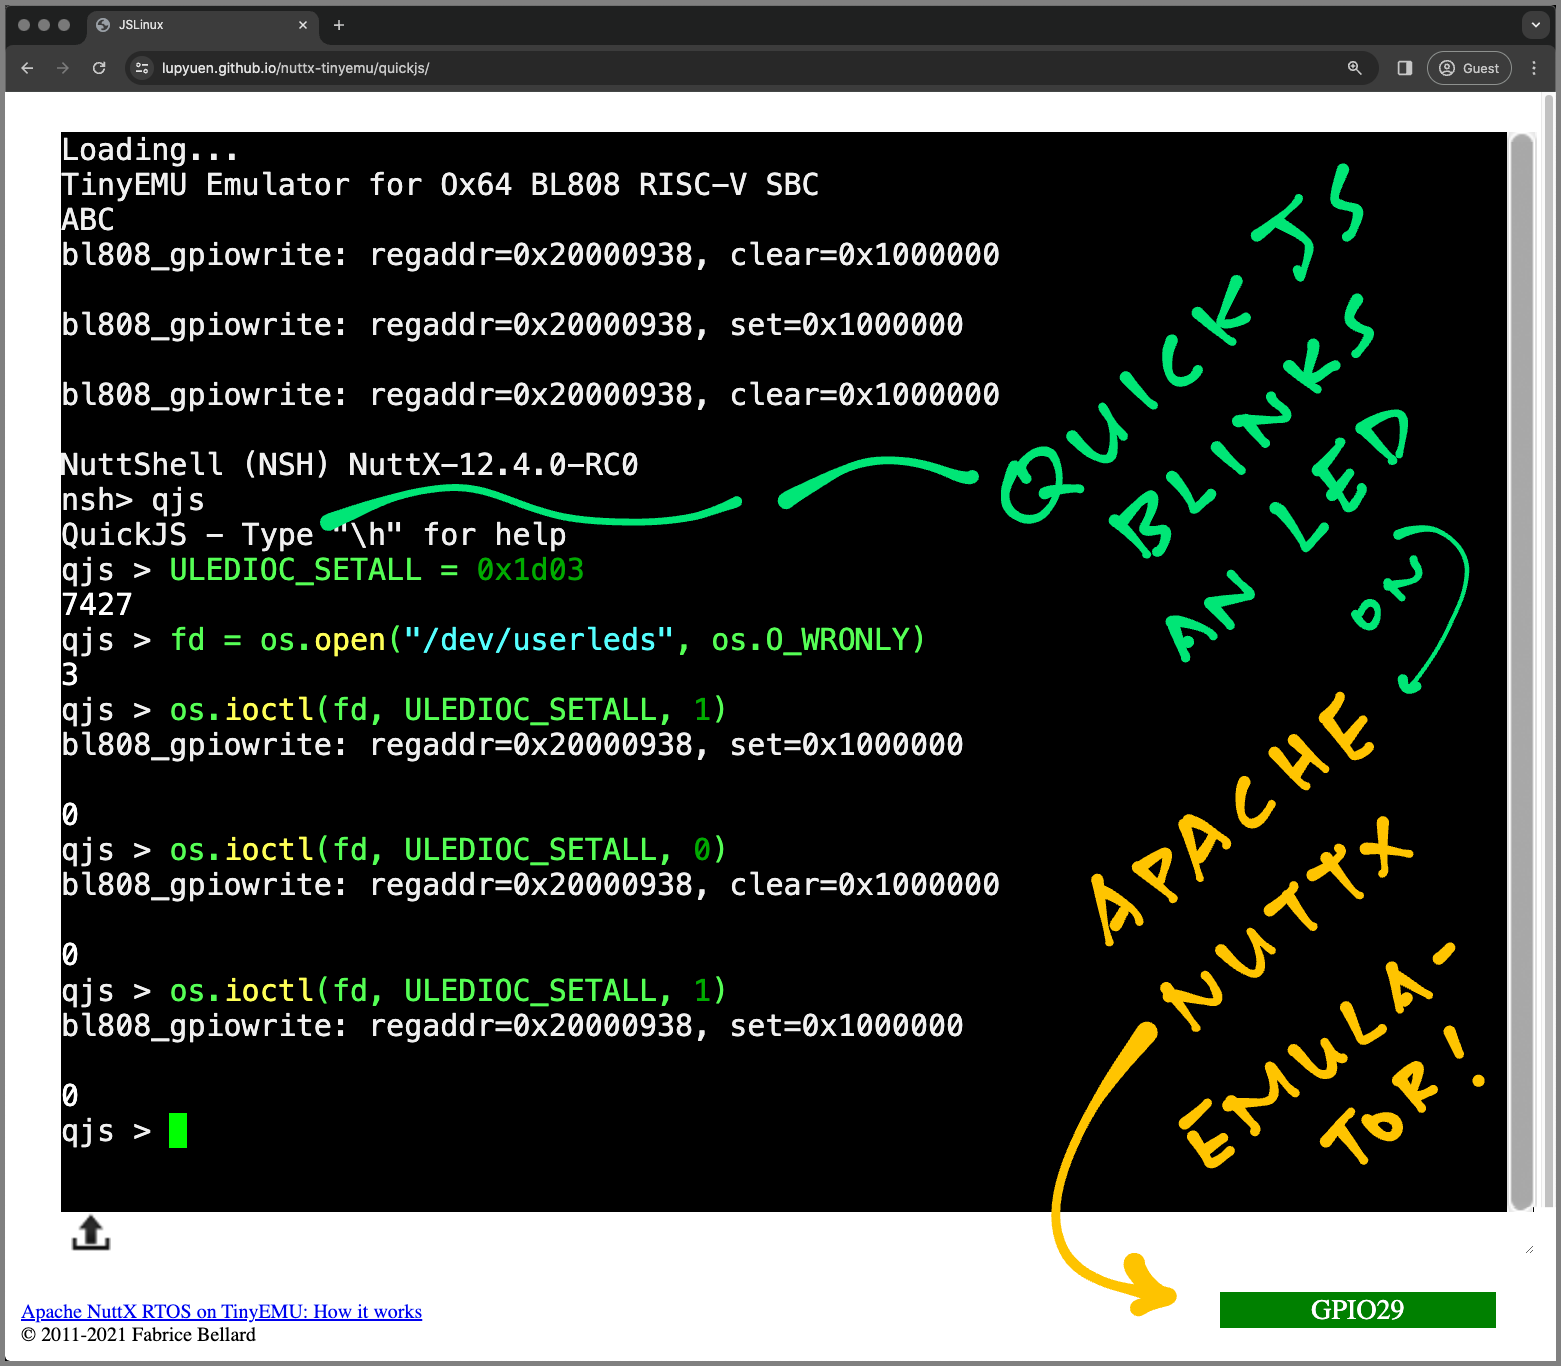 JSLinux
lupyuen.github.io/nuttx-tinyemu/quickjs/
Guest
Loading...
TinyEMU Emulator for Ox64 BL808 RISC-V SBC
ABC
bl808_gpiowrite: regaddr=0x20000938, clear=0x1000000
bl808_gpiowrite: regaddr=0x20000938, set=0x1000000
bl808_gpiowrite: regaddr=0x20000938, clear=0x1000000
NuttShell (NSH) NuttX-12.4.0-RC0
nsh> qjs
QuickJS - Type "\h" for help
qjs > ULEDIOC_SETALL = 0x1d03
7427
qjs > fd = os.open("/dev/userleds", os.O_WRONLY)
3
qjs > os.ioctl(fd, ULEDIOC_SETALL, 1)
bl808_gpiowrite: regaddr=0x20000938, set=0x1000000
0
qjs > os.ioctl(fd, ULEDIOC_SETALL, 0)
bl808_gpiowrite: regaddr=0x20000938, clear=0x1000000
0
qjs > os.ioctl(fd, ULEDIOC_SETALL, 1)
bl808_gpiowrite: regaddr=0x20000938, set=0x1000000
0
qjs >
QUICKJS
BLINKS
AN LED
ON
APACHE
NUTTX
EMULA-
TOR!
Apache NuttX RTOS on TinyEMU: How it works
© 2011-2021 Fabrice Bellard
GPIO29